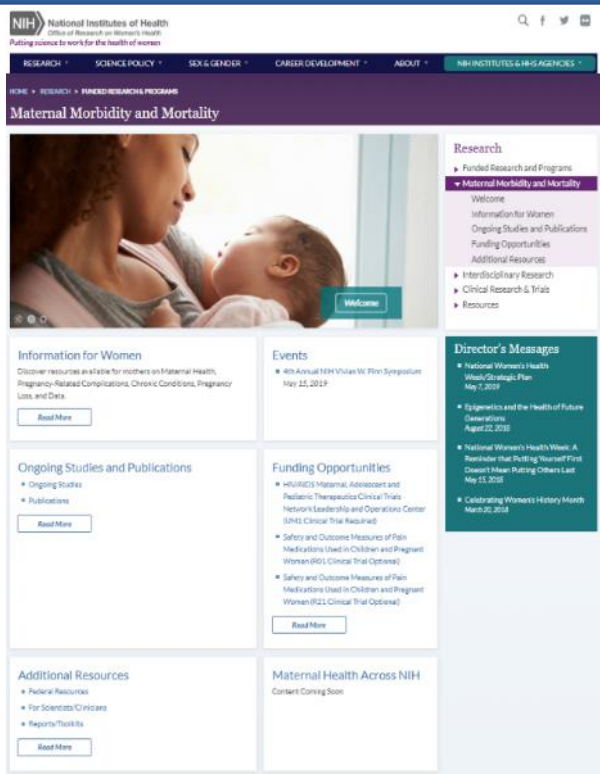 NIH National Institutes of Health
Office of Research on Women's Health
Putting science to work for the health of women
RESEARCH SCIENCE POLICY SEX & GENDER CAREER DEVELOPMENT ABOUT NIH INSTITUTES & HHS AGENCIES
HOME » RESEARCH » FUNDED RESEARCH & PROGRAMS
Maternal Morbidity and Mortality
Welcome
Research
Funded Research and Programs
Maternal Morbidity and Mortality
Welcome
Information for Women
Ongoing Studies and Publications
Funding Opportunities
Additional Resources
Interdisciplinary Research
Clinical Research & Trials
Resources
Information for Women
Discover resources available for mothers on Maternal Health,
Pregnancy-Related Complications, Chronic Conditions, Pregnancy
Loss, and Data.
Read More
Events
4th Annual NIH Vivian W. Pinn Symposium
May 15, 2019
Director's Messages
National Women's Health
Week/Strategic Plan
May 7, 2019
Epigenetics and the Health of Future
Generations
August 22, 2018
National Women's Health Week: A
Reminder that Putting Yourself First
Doesn't Mean Putting Others Last
May 15, 2018
Celebrating Women's History Month
March 20, 2018
Ongoing Studies and Publications
Ongoing Studies
Publications
Read More
Funding Opportunities
HIV/AIDS Maternal, Adolescent and
Pediatric Therapeutics Clinical Trials
Network Leadership and Operations Center
(UM1 Clinical Trial Required)
Safety and Outcome Measures of Pain
Medications Used in Children and Pregnant
Women (R01 Clinical Trial Optional)
Safety and Outcome Measures of Pain
Medications Used in Children and Pregnant
Women (R21 Clinical Trial Optional)
Read More
Additional Resources
Federal Resources
For Scientists/Clinicians
Reports/Toolkits
Read More
Maternal Health Across NIH
Content Coming Soon